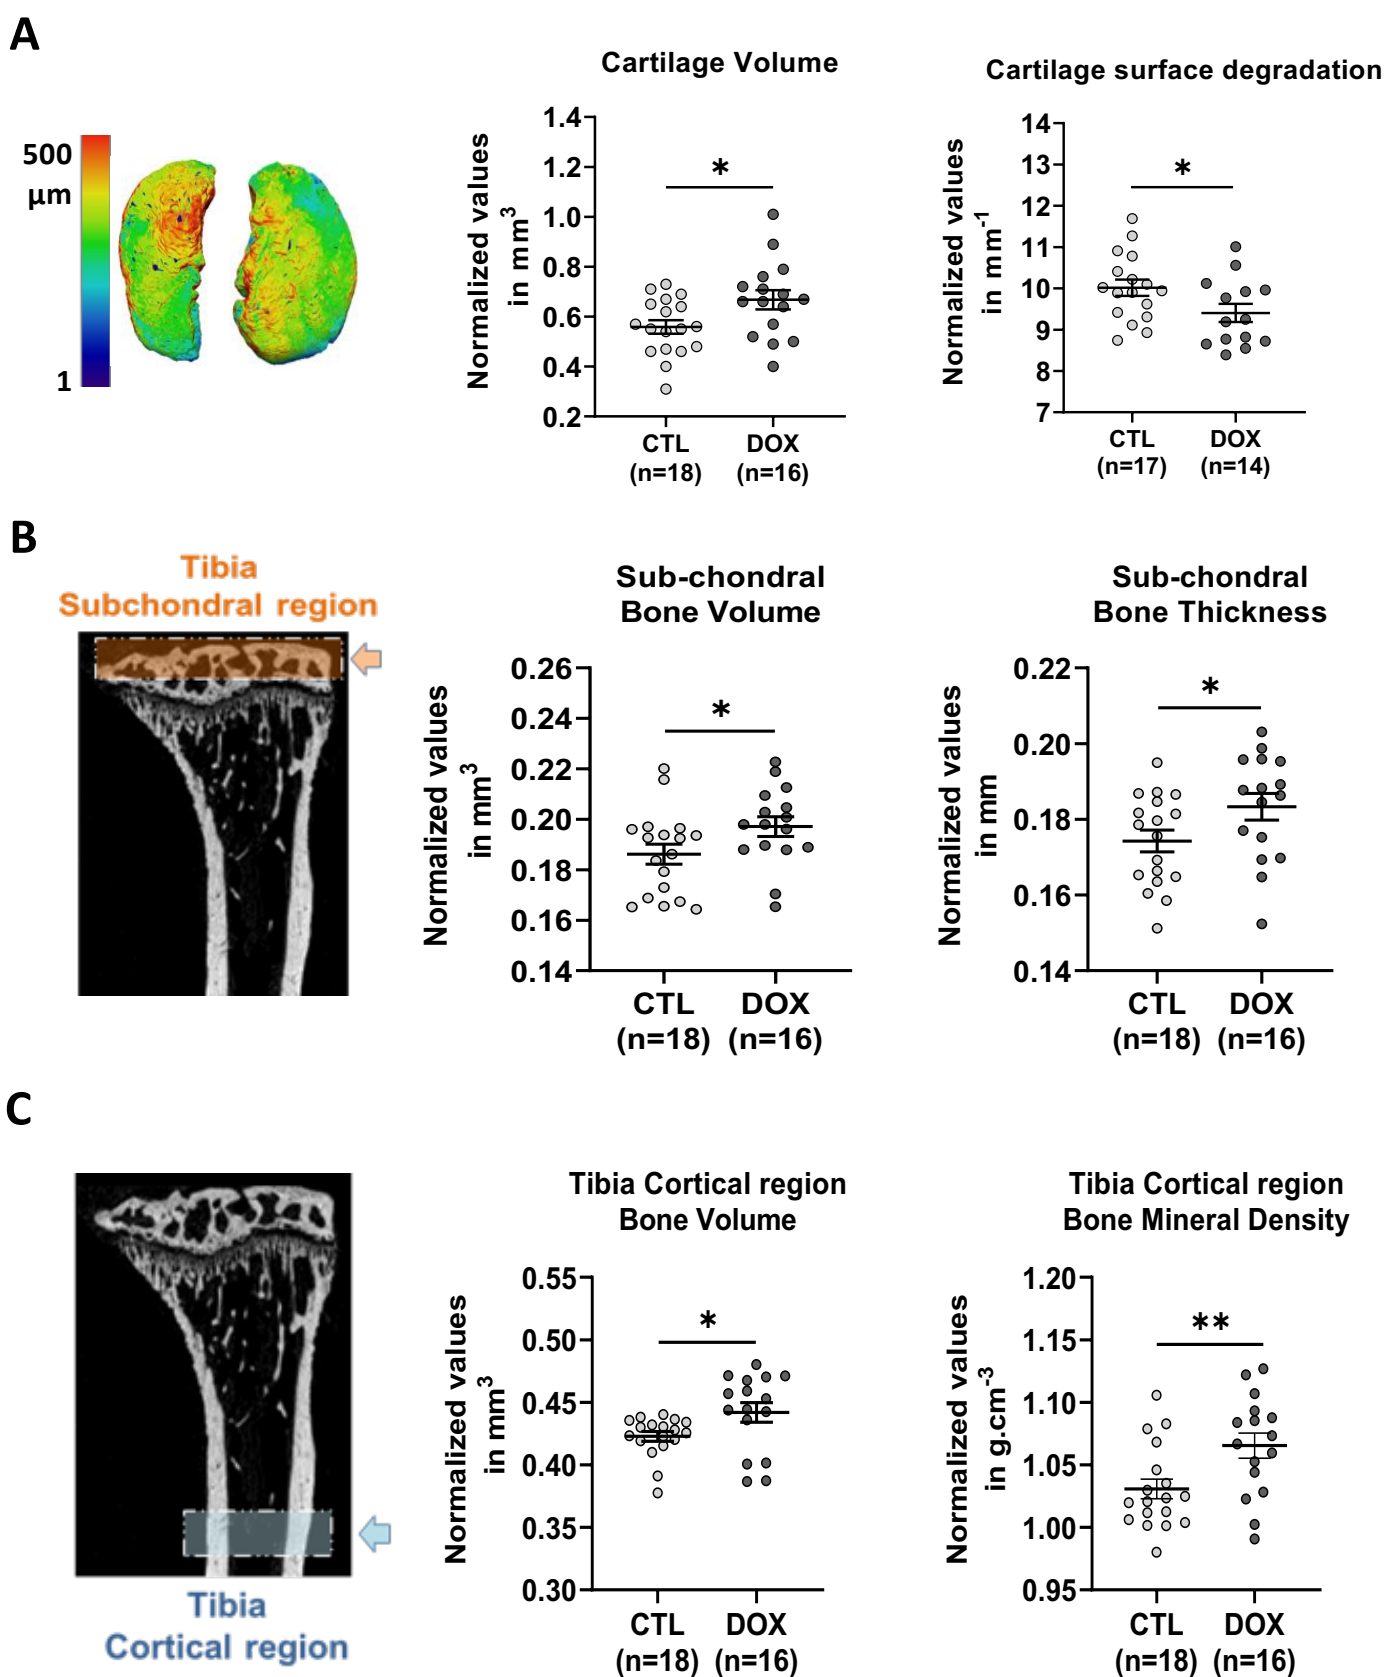 A
500
µm
1
Cartilage Volume
Normalized values
in mm³
1.4
1.2
1.0
0.8
0.6
0.4
0.2
*
CTL
(n=18)
DOX
(n=16)
Cartilage surface degradation
Normalized values
in mm⁻¹
14
13
12
11
10
9
8
7
*
CTL
(n=17)
DOX
(n=14)
B
Tibia
Subchondral region
Sub-chondral
Bone Volume
Normalized values
in mm³
0.26
0.24
0.22
0.20
0.18
0.16
0.14
*
CTL
(n=18)
DOX
(n=16)
Sub-chondral
Bone Thickness
Normalized values
in mm
0.22
0.20
0.18
0.16
0.14
*
CTL
(n=18)
DOX
(n=16)
C
Tibia
Cortical region
Tibia Cortical region
Bone Volume
Normalized values
in mm³
0.55
0.50
0.45
0.40
0.35
0.30
*
CTL
(n=18)
DOX
(n=16)
Tibia Cortical region
Bone Mineral Density
Normalized values
in g.cm⁻³
1.20
1.15
1.10
1.05
1.00
0.95
**
CTL
(n=18)
DOX
(n=16)